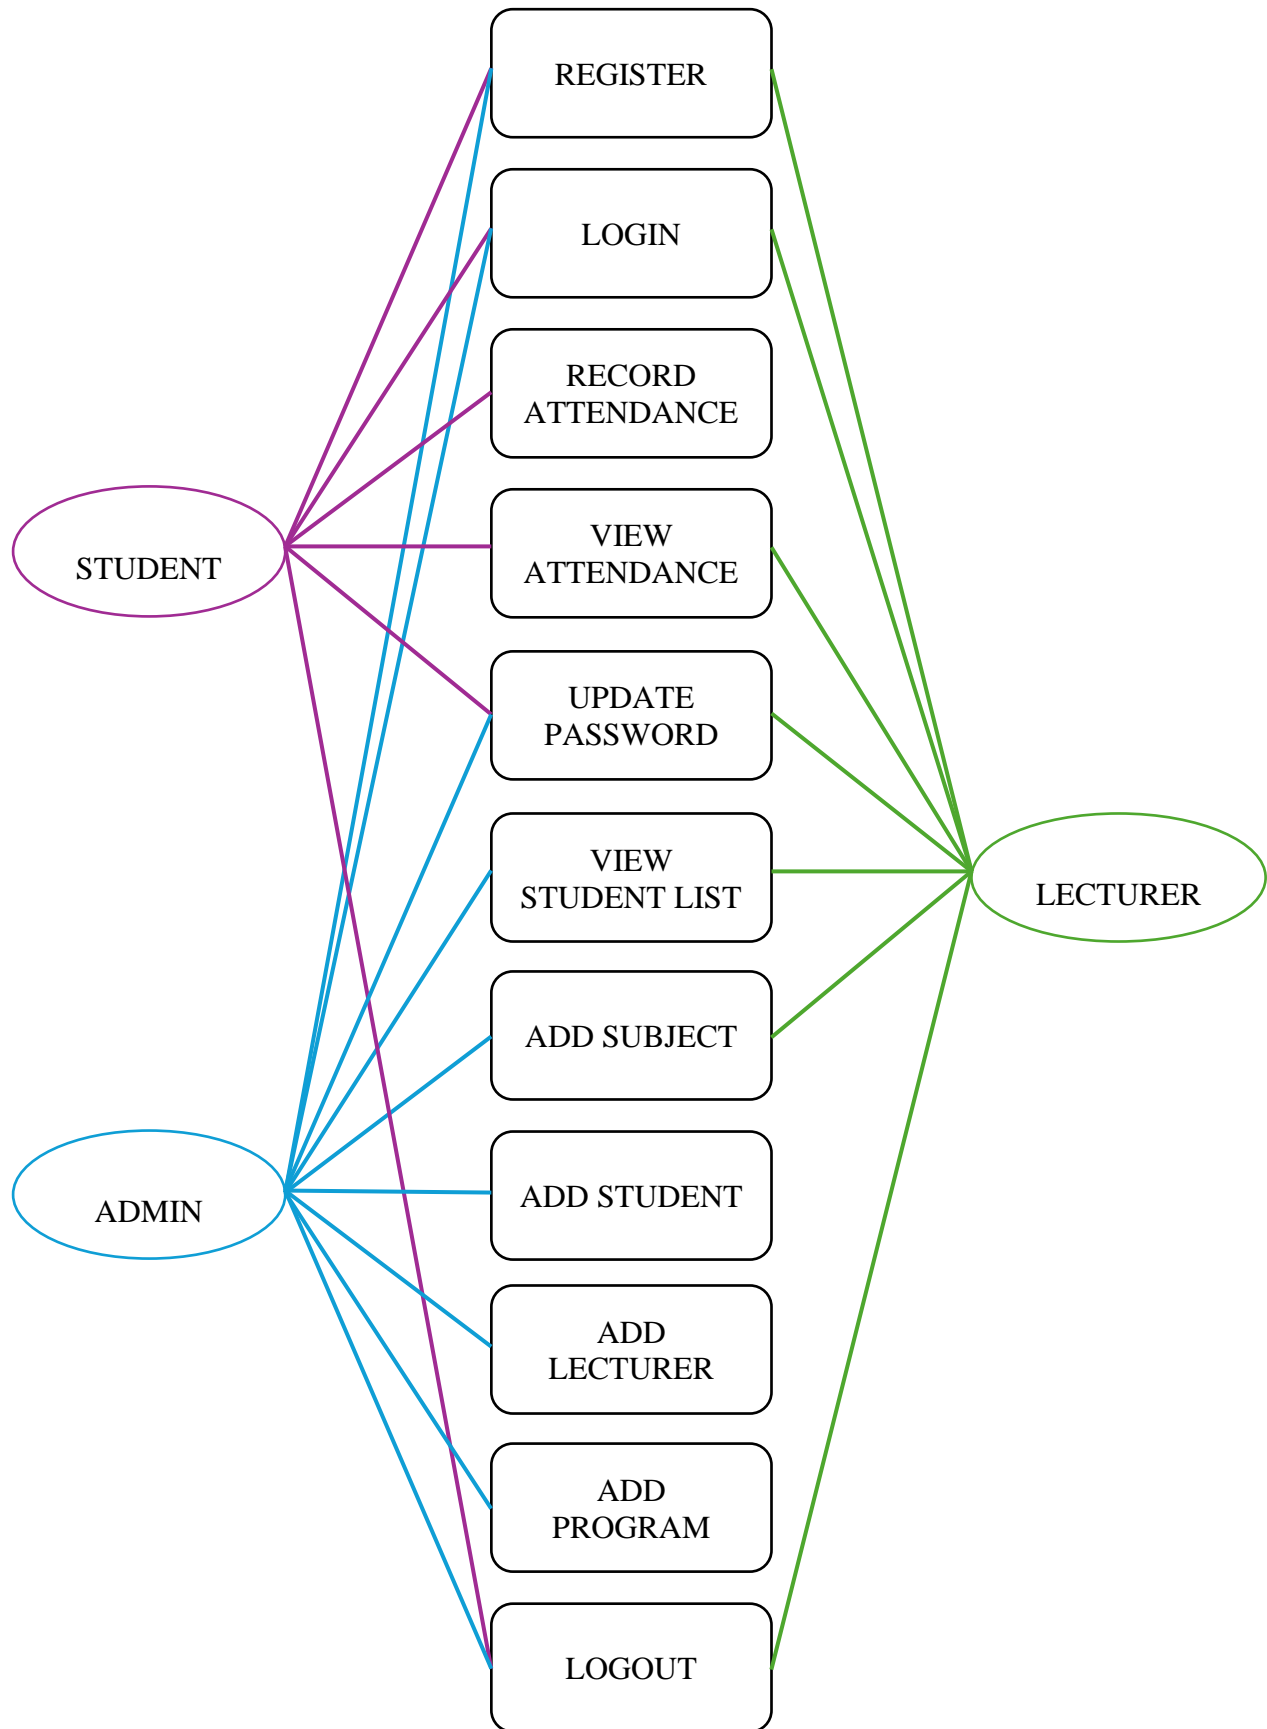 REGISTER
LOGIN
RECORD
ATTENDANCE
VIEW
ATTENDANCE
STUDENT
UPDATE
PASSWORD
VIEW
STUDENT LIST
LECTURER
ADD SUBJECT
ADD STUDENT
ADMIN
ADD
LECTURER
ADD
PROGRAM
LOGOUT